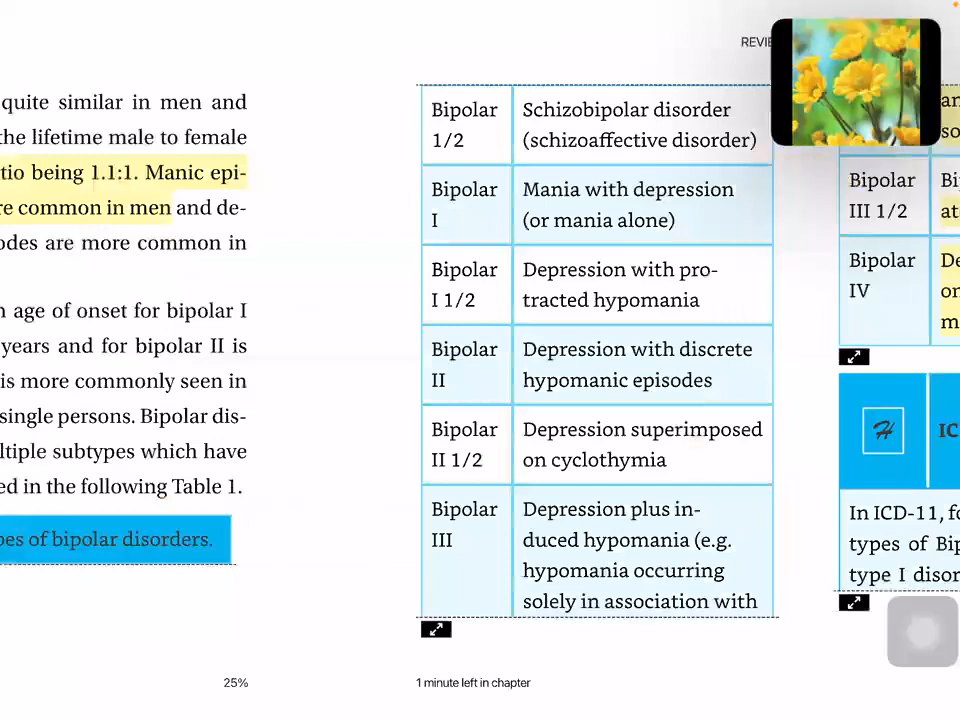 quite similar in men and
the lifetime male to female
tio being 1.1:1. Manic epi-
re common in men and de-
odes are more common in
age of onset for bipolar I
years and for bipolar II is
is more commonly seen in
single persons. Bipolar dis-
ltiple subtypes which have
ed in the following Table 1.
pes of bipolar disorders.
25%
Bipolar 1/2
Schizobipolar disorder
(schizoaffective disorder)
Bipolar I
Mania with depression
(or mania alone)
Bipolar I 1/2
Depression with pro-
tracted hypomania
Bipolar II
Depression with discrete
hypomanic episodes
Bipolar II 1/2
Depression superimposed
on cyclothymia
Bipolar III
Depression plus in-
duced hypomania (e.g.
hypomania occurring
solely in association with
1 minute left in chapter
REVIE
an
so
Bipolar III 1/2
Bi
at
Bipolar IV
De
on
m
H
IC
In ICD-11, fo
types of Bip
type I disor